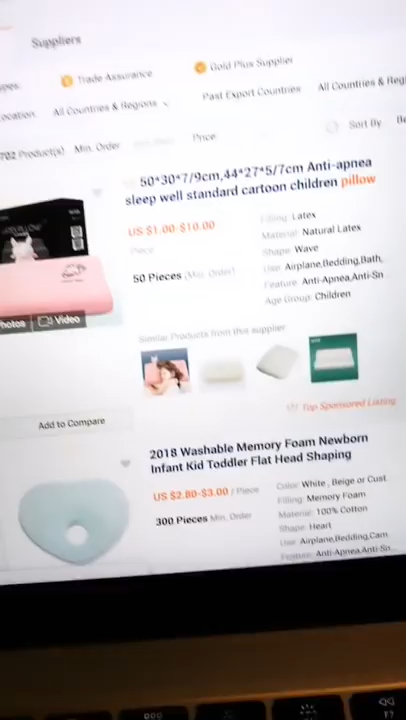 Suppliers
ypes:
Trade Assurance
Gold Plus Supplier
ocation:
All Countries & Regions
Past Export Countries
All Countries & Reg
702 Product(s)
Min. Order
Price
Sort By
Be
50*30*7/9cm,44*27*5/7cm Anti-apnea
sleep well standard cartoon children pillow
US $1.00-$10.00
Piece
50 Pieces (Min. Order)
Filling: Latex
Material: Natural Latex
Shape: Wave
Use: Airplane,Bedding,Bath,
Feature: Anti-Apnea,Anti-Sn
Age Group: Children
Photos
Video
Similar Products from this supplier
Top Sponsored Listing
Add to Compare
2018 Washable Memory Foam Newborn
Infant Kid Toddler Flat Head Shaping
US $2.80-$3.00 / Piece
300 Pieces Min. Order
Color: White , Beige or Cust
Filling: Memory Foam
Material: 100% Cotton
Shape: Heart
Use: Airplane,Bedding,Cam
Feature: Anti-Apnea,Anti-Sn...
F7